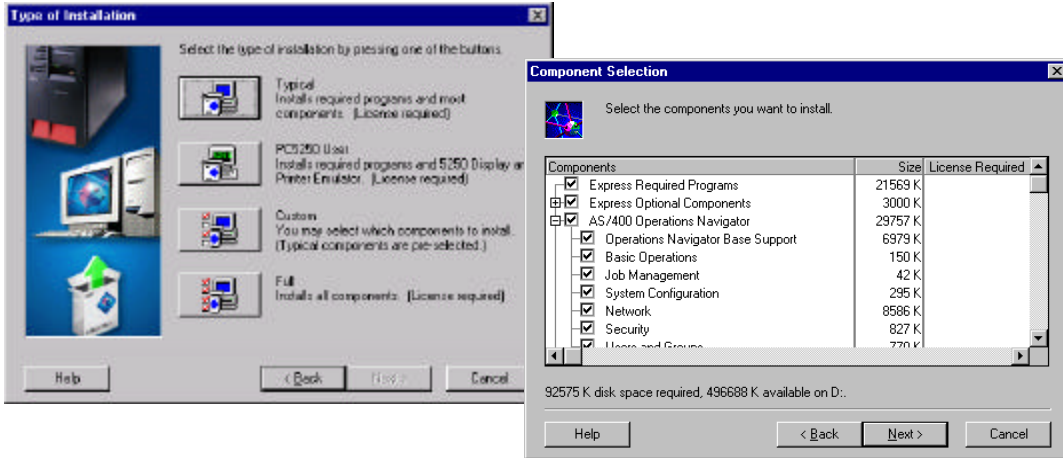 Type of Installation
Select the type of installation by pressing one of the buttons.
Typical
Installs required programs and most
components. (License required)
PC5250 User
Installs required programs and 5250 Display an
Printer Emulator. (License required)
Custom
You may select which components to install.
(Typical components are pre-selected.)
Full
Installs all components. (License required)
Help
< Back
Next >
Cancel
Component Selection
Select the components you want to install.
Components Size License Required
Express Required Programs 21569 K
Express Optional Components 3000 K
AS/400 Operations Navigator 29757 K
Operations Navigator Base Support 6979 K
Basic Operations 150 K
Job Management 42 K
System Configuration 295 K
Network 8586 K
Security 827 K
Users and Groups 770 K
92575 K disk space required, 496688 K available on D:.
Help
< Back
Next >
Cancel